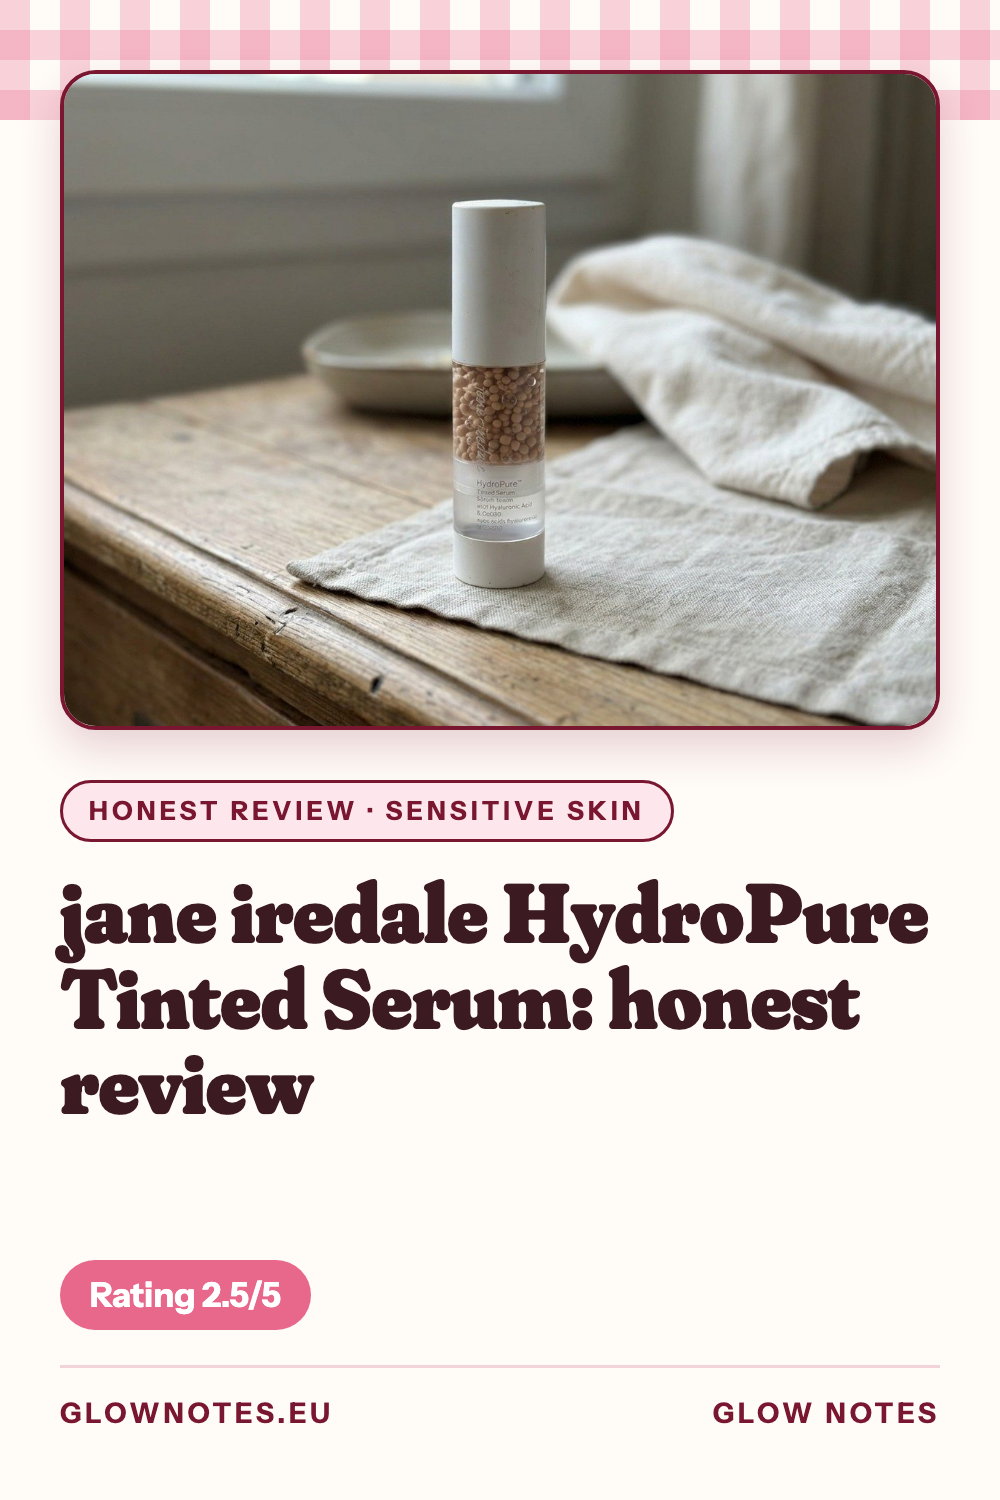 HydroPure™
Tinted Serum
HONEST REVIEW · SENSITIVE SKIN
jane iredale HydroPure
Tinted Serum: honest
review
Rating 2.5/5
GLOWNOTES.EU
GLOW NOTES